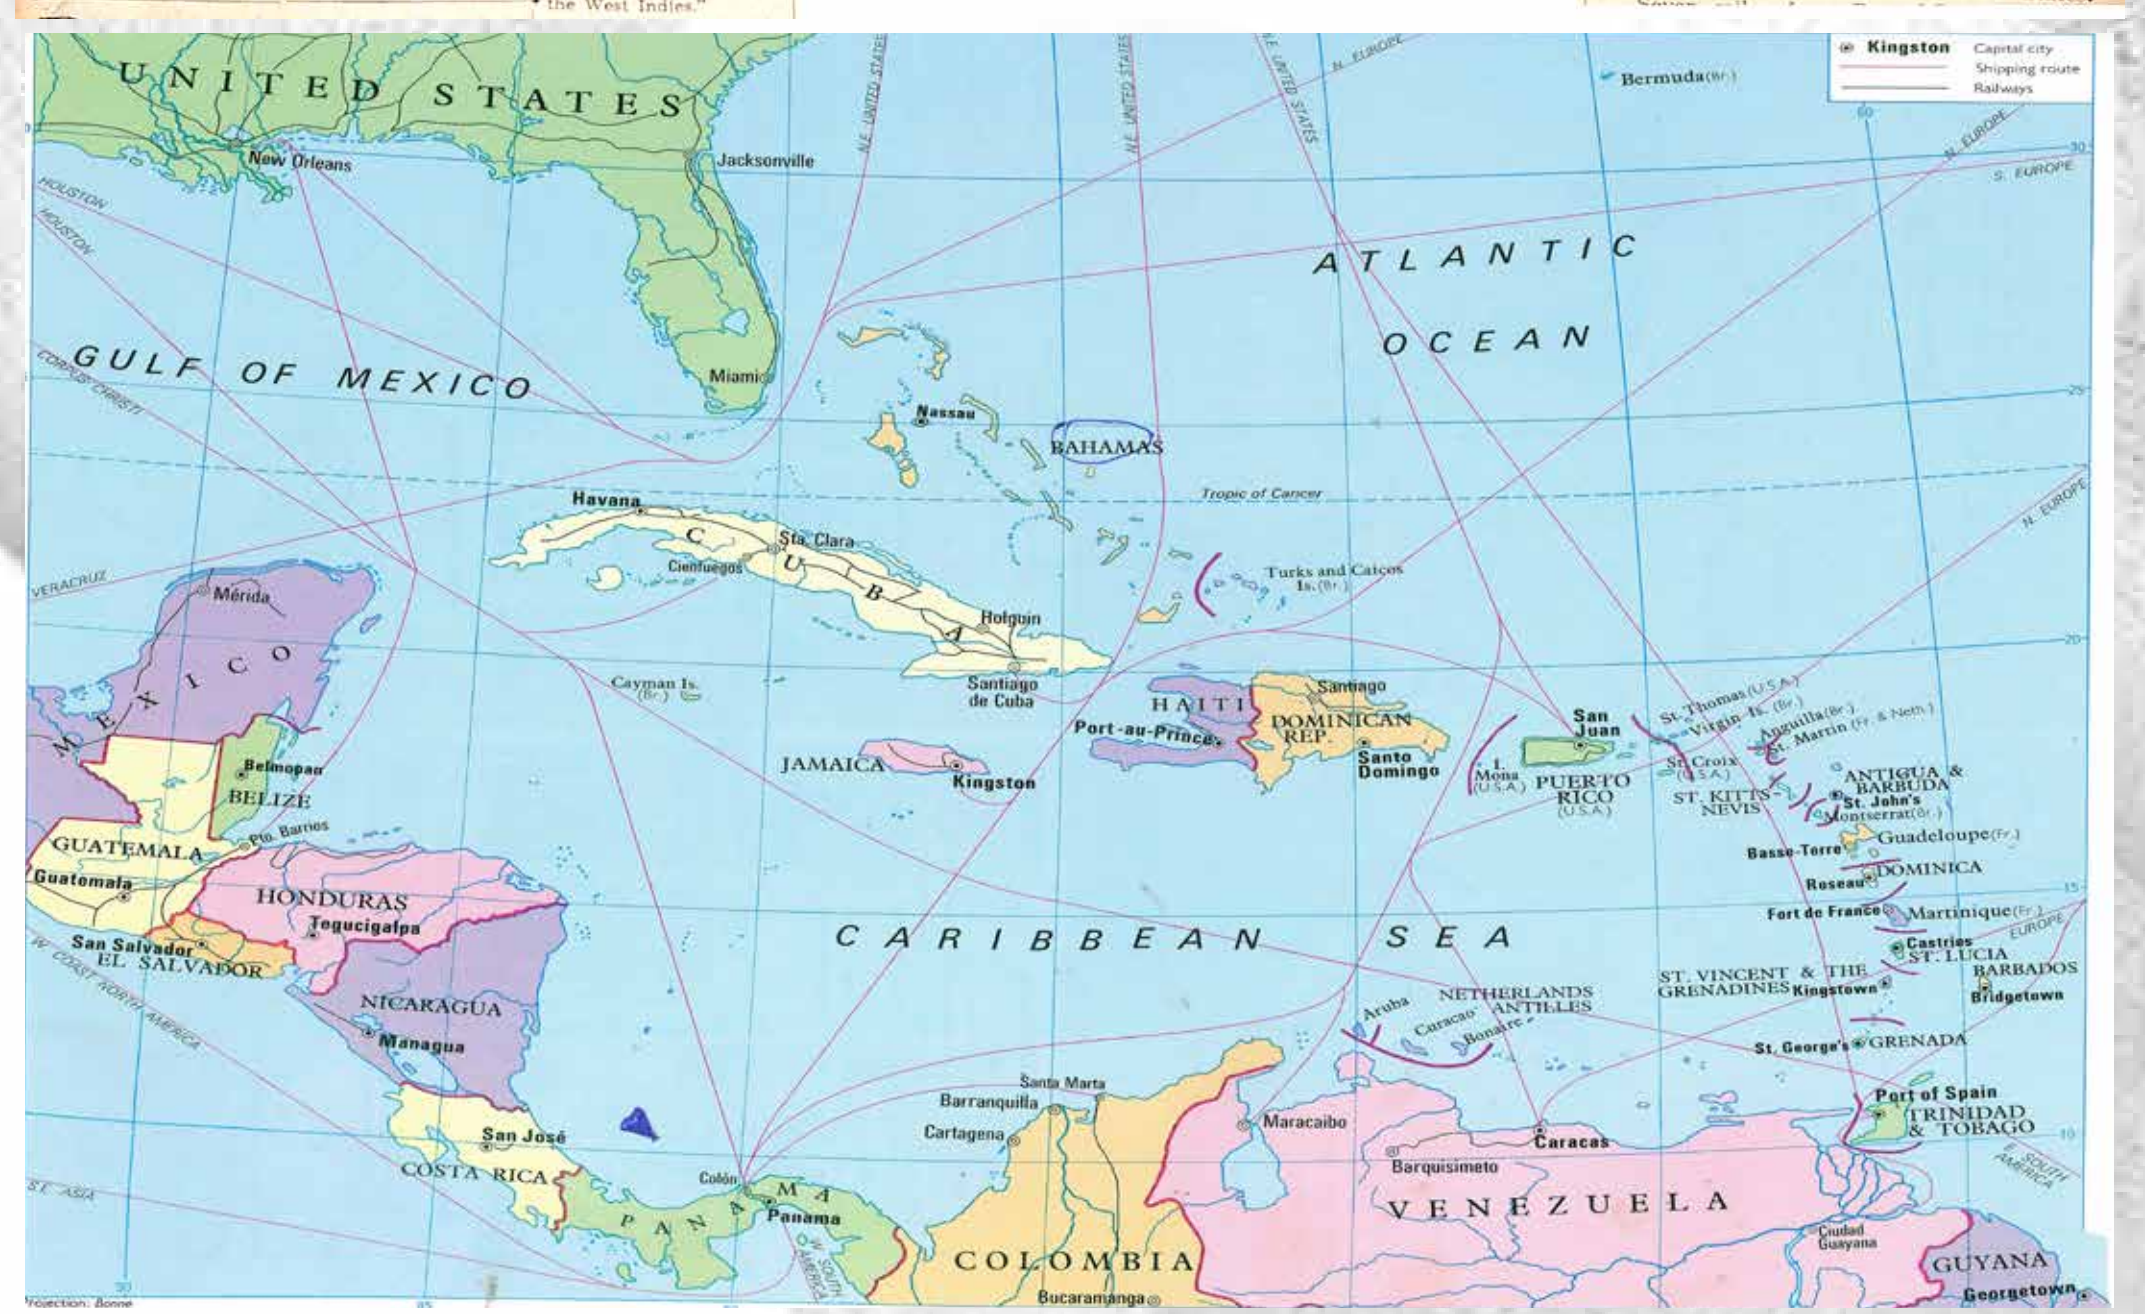 the West Indies."
Kingston Capital city
Shipping route
Railways
UNITED STATES
New Orleans
Jacksonville
Miami
HOUSTON
HOUSTON
CORPUS CHRISTI
VERACRUZ
N.E. UNITED STATES
N.E. UNITED STATES
N.E. UNITED STATES
N. EUROPE
Bermuda (Br.)
60
N. EUROPE
30
S. EUROPE
ATLANTIC
OCEAN
GULF OF MEXICO
25
Nassau
BAHAMAS
Tropic of Cancer
N. EUROPE
Havana
CUBA
Sta. Clara
Cienfuegos
Holguin
Santiago
de Cuba
Turks and Caicos
Is. (Br.)
20
Mérida
MEXICO
Cayman Is.
(Br.)
JAMAICA
Kingston
HAITI
Port-au-Prince
Santiago
DOMINICAN
REP.
Santo
Domingo
I.
Mona
(U.S.A.)
San
Juan
PUERTO
RICO
(U.S.A.)
St. Thomas (U.S.A.)
Virgin Is. (Br.)
Anguilla (Br.)
St. Martin (Fr. & Neth.)
St. Croix
(U.S.A.)
ST. KITTS-
NEVIS
ANTIGUA &
BARBUDA
St. John's
Montserrat (Br.)
Guadeloupe (Fr.)
Basse-Terre
DOMINICA
Roseau
15
Fort de France
Martinique (Fr.)
EUROPE
Castries
ST. LUCIA
ST. VINCENT & THE
GRENADINES Kingstown
BARBADOS
Bridgetown
St. George's GRENADA
Port of Spain
TRINIDAD
& TOBAGO
10
SOUTH
AMERICA
Belmopan
BELIZE
Pto. Barrios
GUATEMALA
Guatemala
HONDURAS
Tegucigalpa
San Salvador
EL SALVADOR
NICARAGUA
Managua
W. COAST NORTH AMERICA
CARIBBEAN SEA
Aruba
Curacao
Bonaire
NETHERLANDS
ANTILLES
San José
COSTA RICA
S.E. ASIA
Colón
PANAMA
Panama
W. SOUTH
AMERICA
Santa Marta
Barranquilla
Cartagena
COLOMBIA
Bucaramanga
Maracaibo
Barquisimeto
Caracas
VENEZUELA
Ciudad
Guayana
GUYANA
Georgetown
85
Projection: Bonne